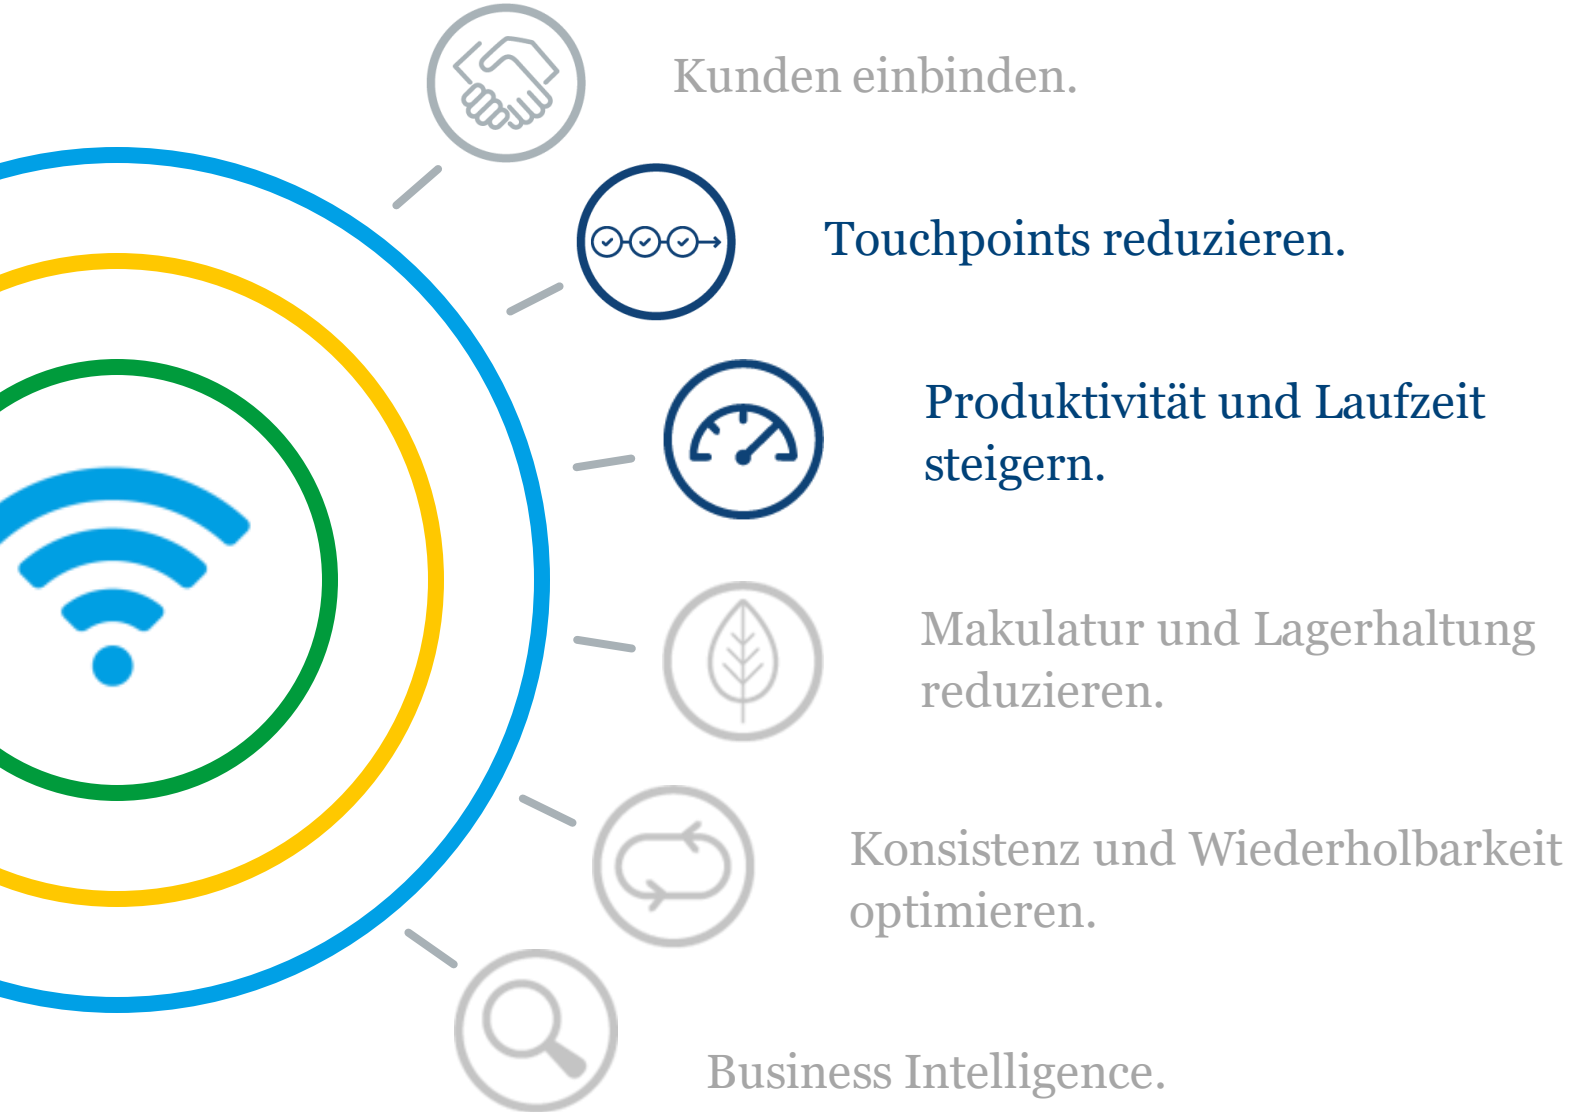 Kunden einbinden.
Touchpoints reduzieren.
Produktivität und Laufzeit
steigern.
Makulatur und Lagerhaltung
reduzieren.
Konsistenz und Wiederholbarkeit
optimieren.
Business Intelligence.